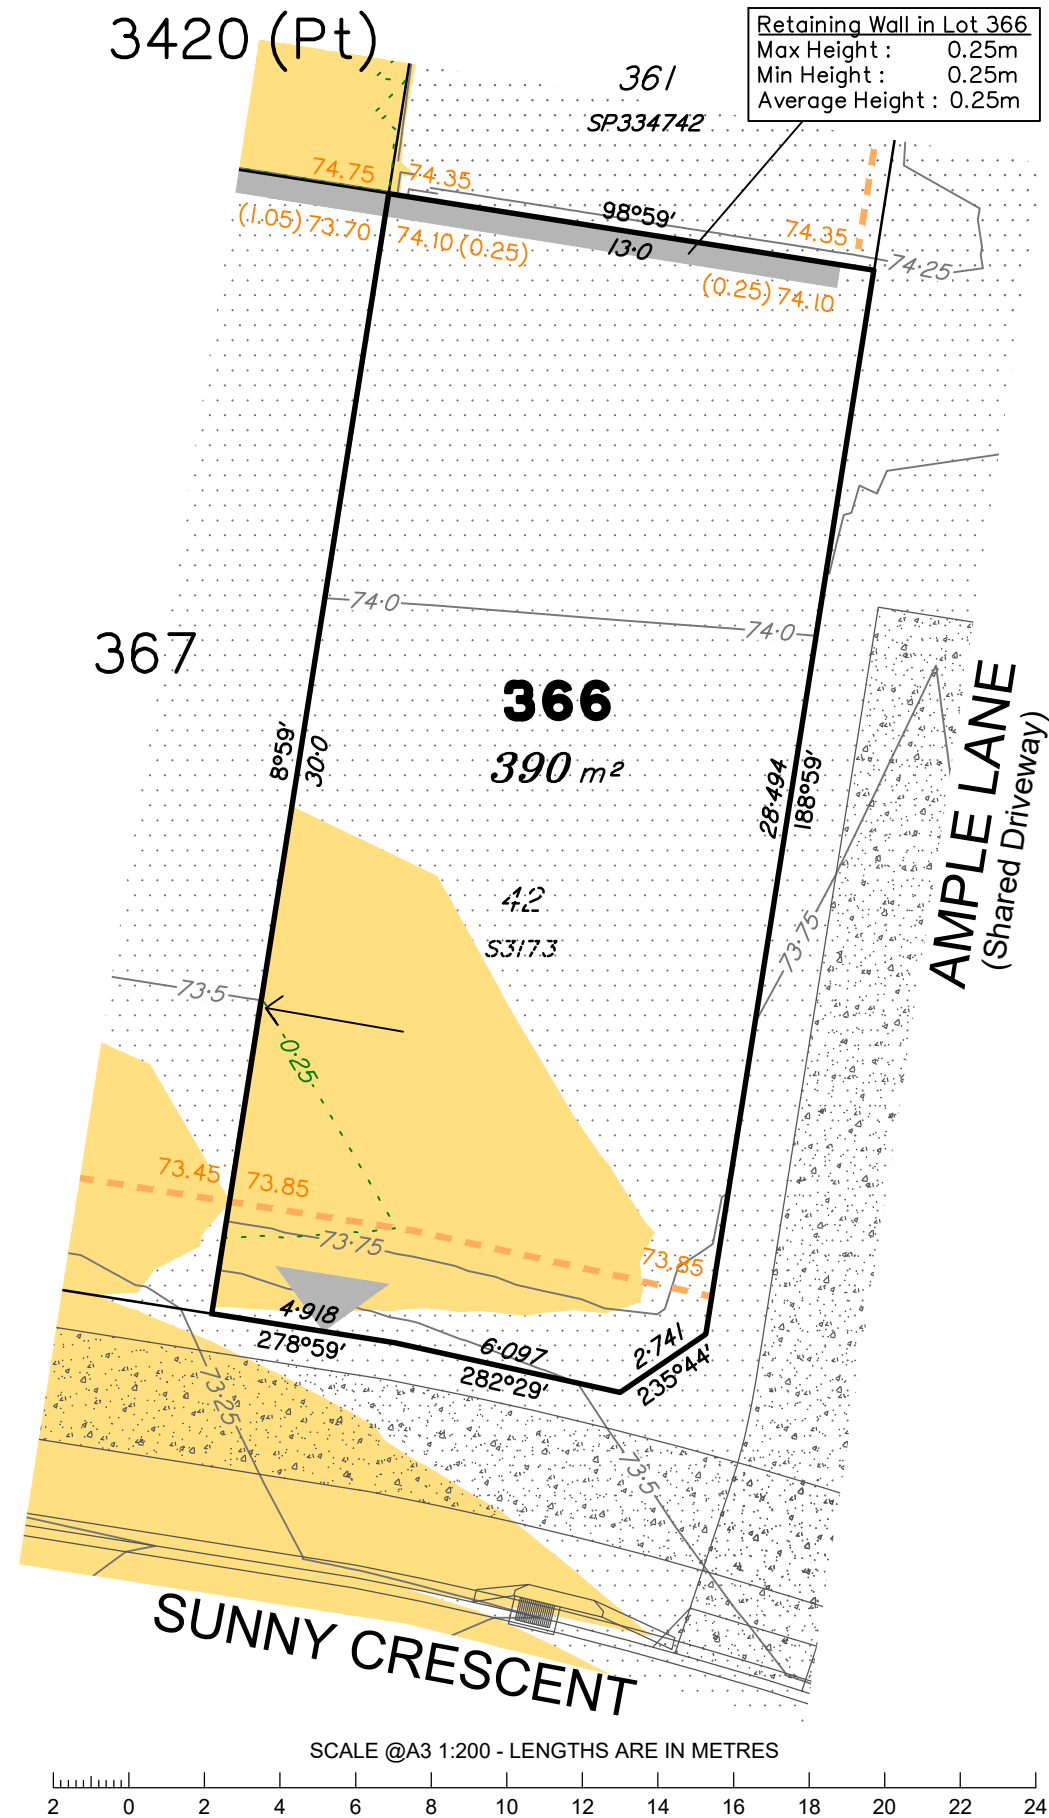 3420 (Pt)
Retaining Wall in Lot 366
Max Height : 0.25m
Min Height : 0.25m
Average Height : 0.25m
361
SP334742
74.75
74.35
98°59'
13·0
(1.05) 73.70
74.10 (0.25)
74.35
74·25
(0.25) 74.10
74·0
74·0
367
366
390 m²
8°59'
30·0
28·494
188°59'
AMPLE LANE
(Shared Driveway)
42
S3173
73·75
73·5
-0·25
73.45
73.85
73·75
73.85
4·918
278°59'
6·097
282°29'
2·741
235°44'
73·25
73·5
SUNNY CRESCENT
SCALE @A3 1:200 - LENGTHS ARE IN METRES
2 0 2 4 6 8 10 12 14 16 18 20 22 24